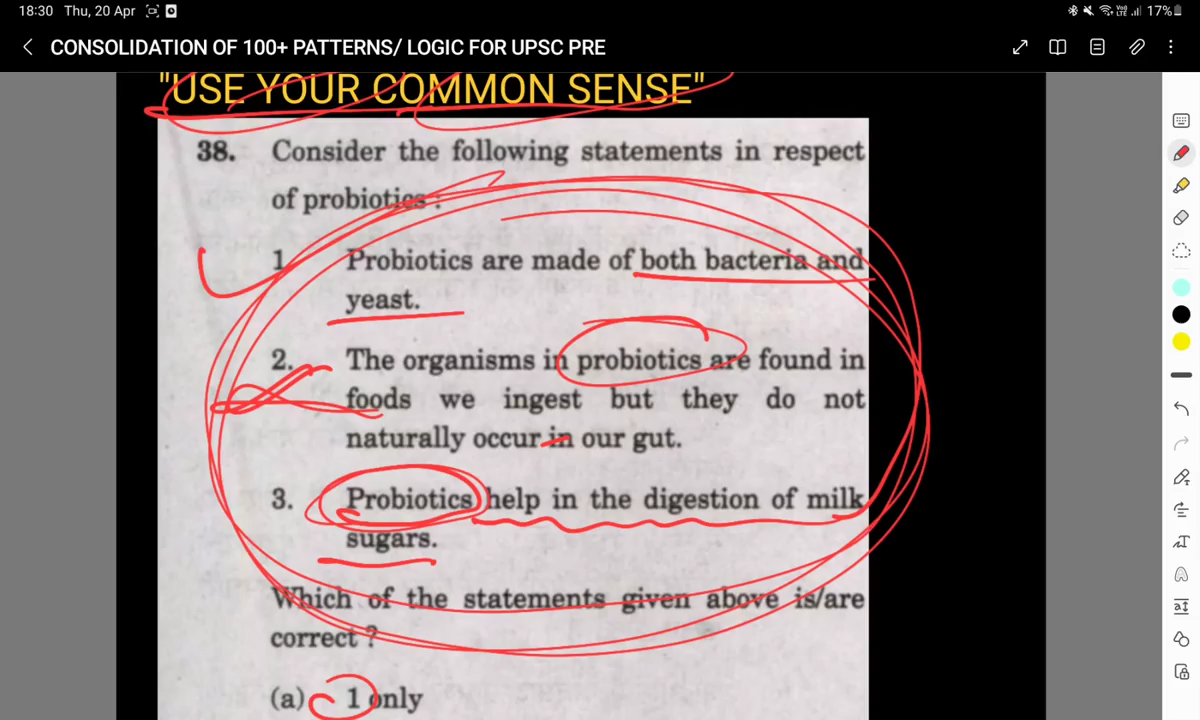 18:30 Thu, 20 Apr 17%
CONSOLIDATION OF 100+ PATTERNS/ LOGIC FOR UPSC PRE
"USE YOUR COMMON SENSE"
38. Consider the following statements in respect
of probiotics :
1 Probiotics are made of both bacteria and
yeast.
2. The organisms in probiotics are found in
foods we ingest but they do not
naturally occur in our gut.
3. Probiotics help in the digestion of milk
sugars.
Which of the statements given above is/are
correct ?
(a) 1 only